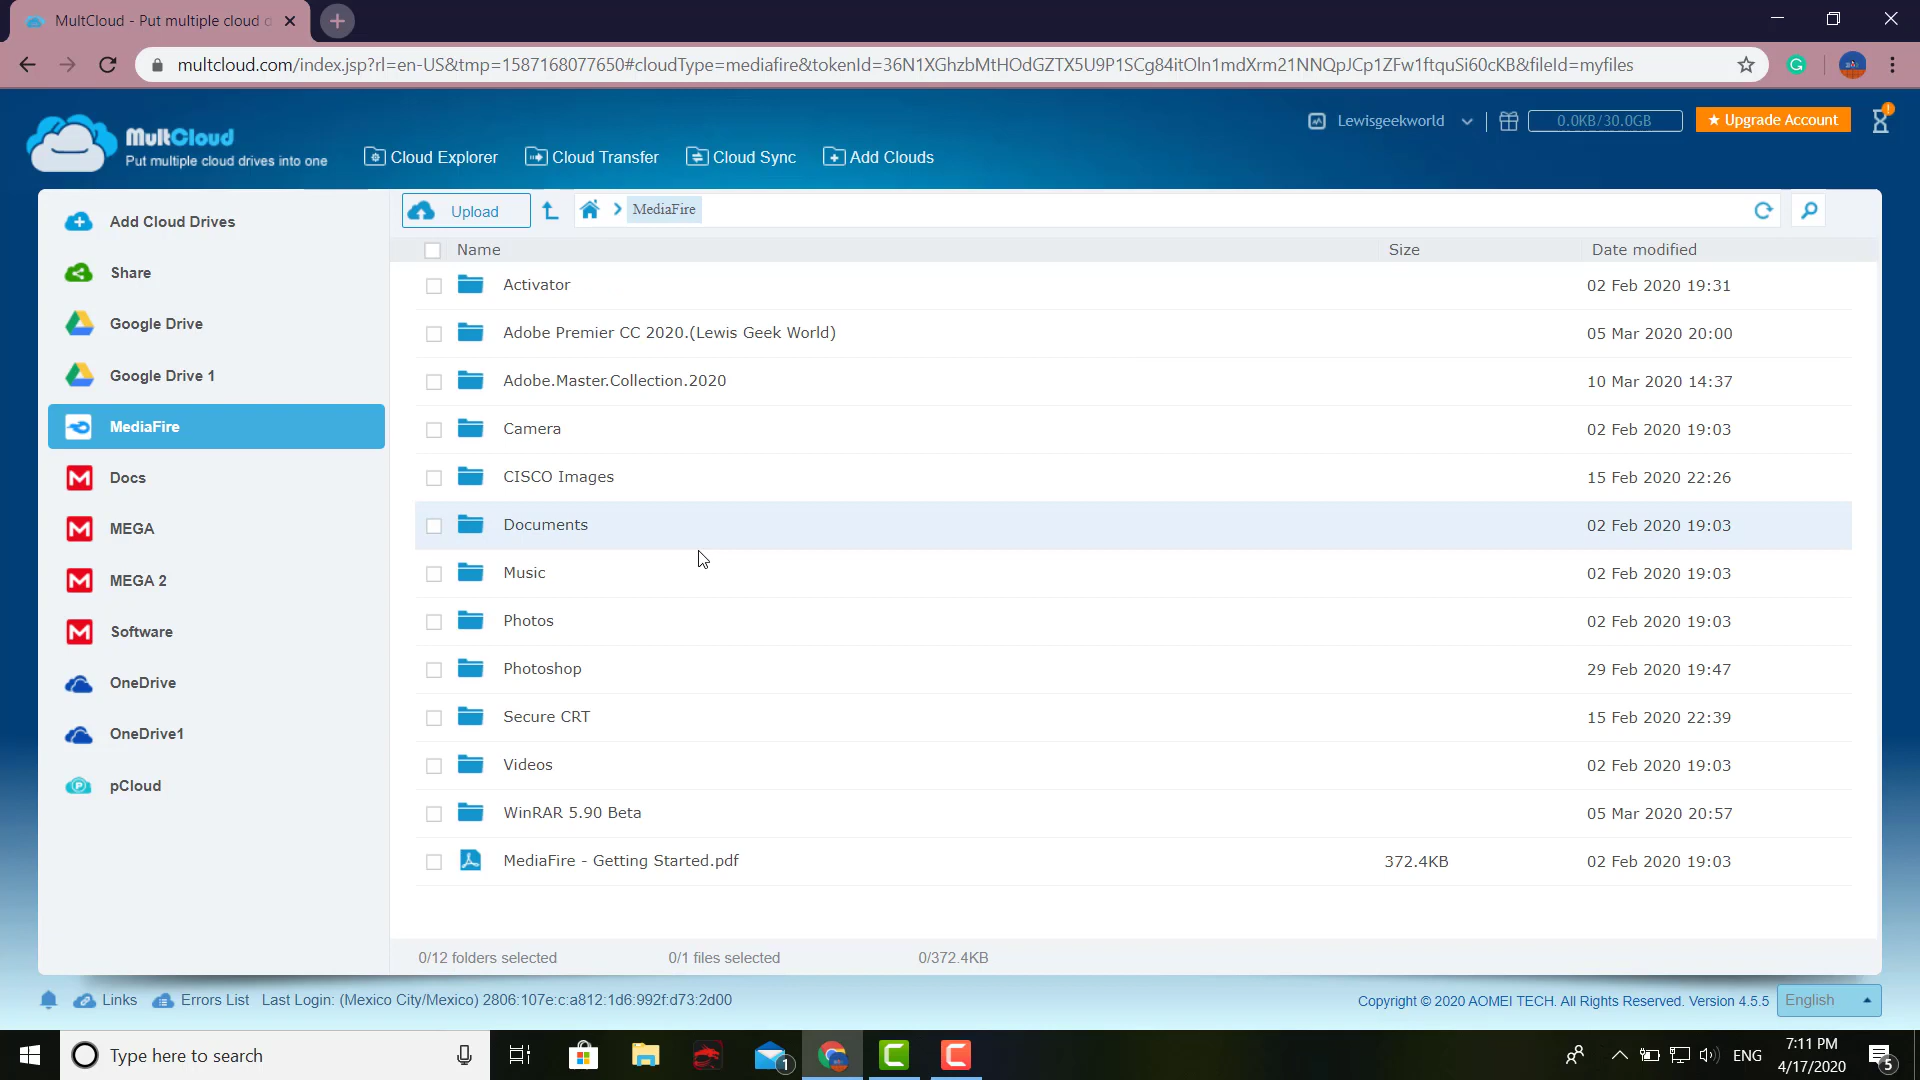 MultCloud - Put multiple cloud d
multcloud.com/index.jsp?rl=en-US&tmp=1587168077650#cloudType=mediafire&tokenId=36N1XGhzbMtHOdGZTX5U9P1SCg84itOln1mdXrm21NNQpJCp1ZFw1ftquSi60cKB&fileId=myfiles
MultCloud
Put multiple cloud drives into one
Cloud Explorer
Cloud Transfer
Cloud Sync
Add Clouds
Lewisgeekworld
0.0KB/30.0GB
★ Upgrade Account
Add Cloud Drives
Share
Google Drive
Google Drive 1
MediaFire
Docs
MEGA
MEGA 2
Software
OneDrive
OneDrive1
pCloud
Upload
MediaFire
Name Size Date modified
Activator 02 Feb 2020 19:31
Adobe Premier CC 2020.(Lewis Geek World) 05 Mar 2020 20:00
Adobe.Master.Collection.2020 10 Mar 2020 14:37
Camera 02 Feb 2020 19:03
CISCO Images 15 Feb 2020 22:26
Documents 02 Feb 2020 19:03
Music 02 Feb 2020 19:03
Photos 02 Feb 2020 19:03
Photoshop 29 Feb 2020 19:47
Secure CRT 15 Feb 2020 22:39
Videos 02 Feb 2020 19:03
WinRAR 5.90 Beta 05 Mar 2020 20:57
MediaFire - Getting Started.pdf 372.4KB 02 Feb 2020 19:03
0/12 folders selected 0/1 files selected 0/372.4KB
Links Errors List Last Login: (Mexico City/Mexico) 2806:107e:c:a812:1d6:992f:d73:2d00
Copyright © 2020 AOMEI TECH. All Rights Reserved. Version 4.5.5
English
Type here to search
1
ENG
7:11 PM
4/17/2020
5